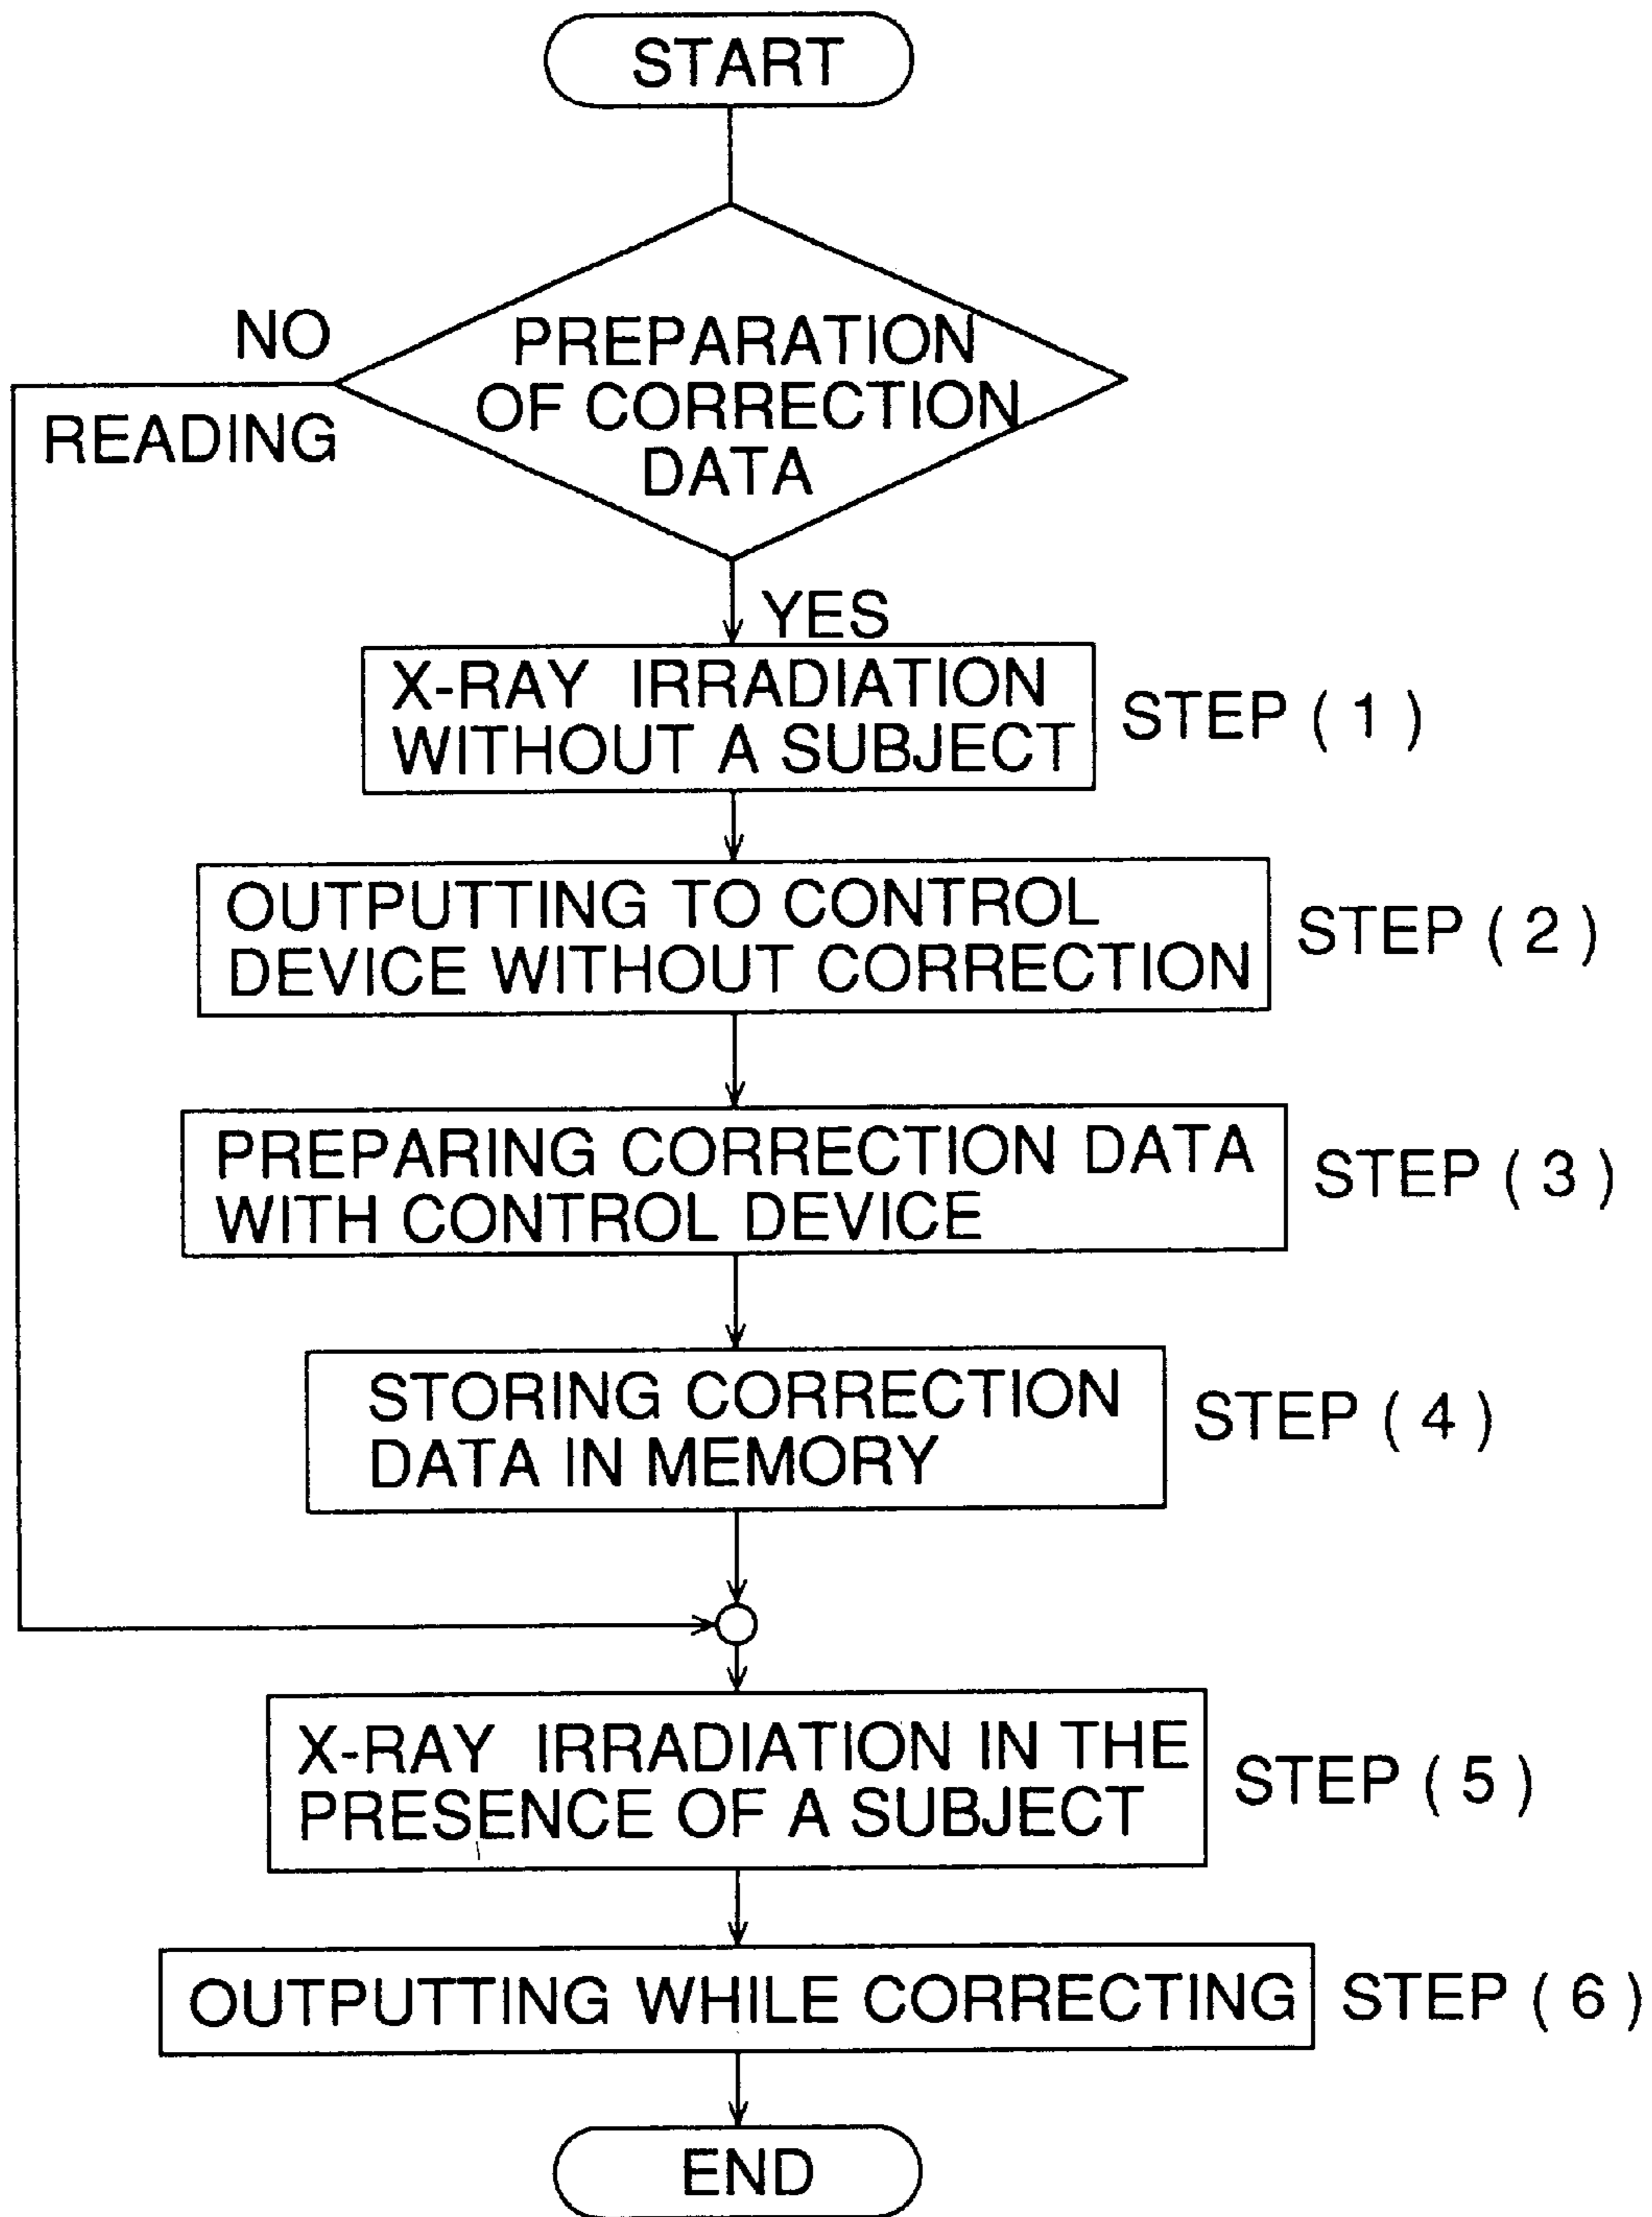 START
NO
PREPARATION
OF CORRECTION
READING
DATA
YES
X-RAY IRRADIATION
WITHOUT A SUBJECT
STEP ( 1 )
OUTPUTTING TO CONTROL
DEVICE WITHOUT CORRECTION
STEP ( 2 )
PREPARING CORRECTION DATA
WITH CONTROL DEVICE
STEP ( 3 )
STORING CORRECTION
DATA IN MEMORY
STEP ( 4 )
X-RAY IRRADIATION IN THE
PRESENCE OF A SUBJECT
STEP ( 5 )
OUTPUTTING WHILE CORRECTING
STEP ( 6 )
END